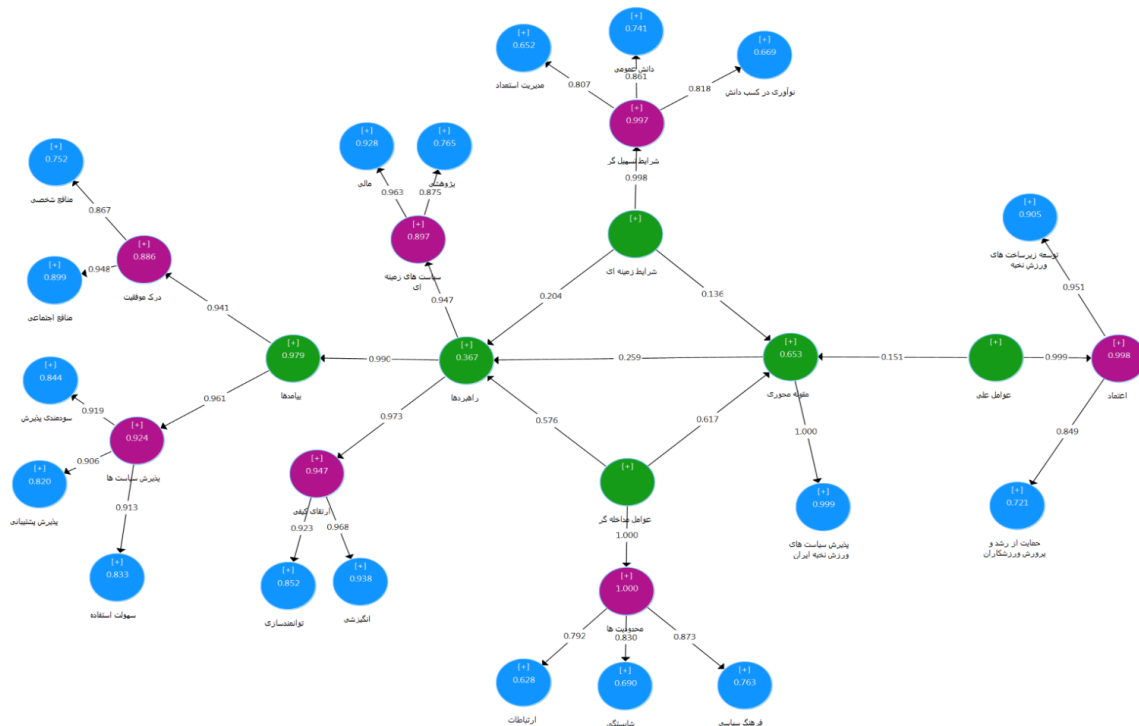 [+]
0.652
مدیریت استعداد
[+]
0.741
دانش عمومی
[+]
0.669
نوآوری در کسب دانش
0.807
0.861
0.818
[+]
0.997
شرایط تسهیل گر
0.998
[+]
0.928
مالی
[+]
0.765
پژوهشی
0.963
0.875
[+]
0.897
سیاست های زمینه
ای
0.947
[+]
0.752
منافع شخصی
0.867
[+]
0.886
درک موفقیت
0.948
[+]
0.899
منافع اجتماعی
0.941
[+]
شرایط زمینه ای
0.204
0.136
[+]
0.905
توسعه زیرساخت های
ورزش نخبه
0.951
[+]
0.979
پیامدها
0.990
[+]
0.367
راهبردها
0.259
[+]
0.653
مقوله محوری
0.151
[+]
عوامل علی
0.999
[+]
0.998
اعتماد
0.849
[+]
0.844
سودمندی پذیرش
0.919
0.961
[+]
0.924
پذیرش سیاست ها
0.906
[+]
0.820
پذیرش پشتیبانی
0.913
[+]
0.833
سهولت استفاده
0.973
[+]
0.947
ارتقای کیفی
0.923
0.968
[+]
0.852
توانمندسازی
[+]
0.938
انگیزشی
0.576
0.617
[+]
عوامل مداخله گر
1.000
1.000
[+]
0.999
پذیرش سیاست های
ورزش نخبه ایران
[+]
0.721
حمایت از رشد و
پرورش ورزشکاران
[+]
1.000
محدودیت ها
0.792
0.830
0.873
[+]
0.628
ارتباطات
[+]
0.690
شایستگی
[+]
0.763
فرهنگ سیاسی